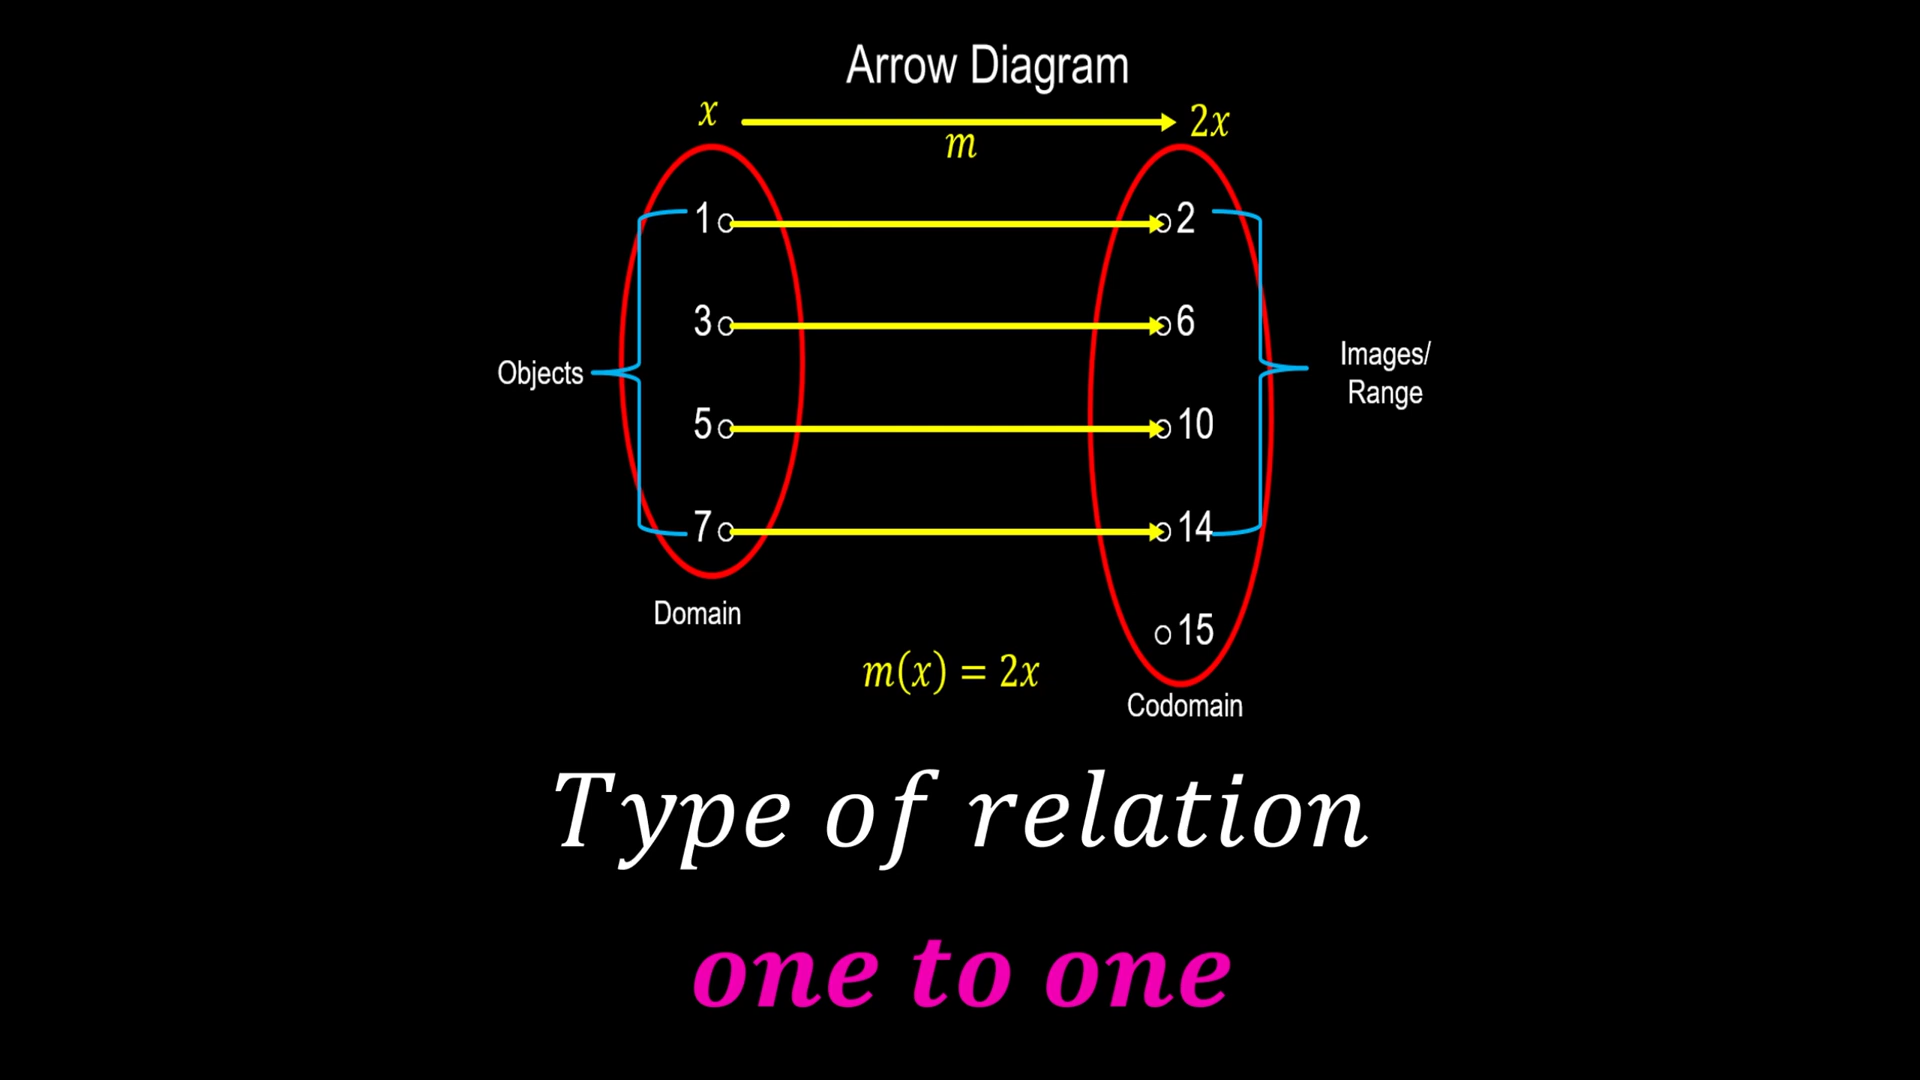 Arrow Diagram
x 2x
m
1 2
3 6
Objects
Images/
Range
5 10
7 14
Domain
15
m(x) = 2x
Codomain
Type of relation
one to one